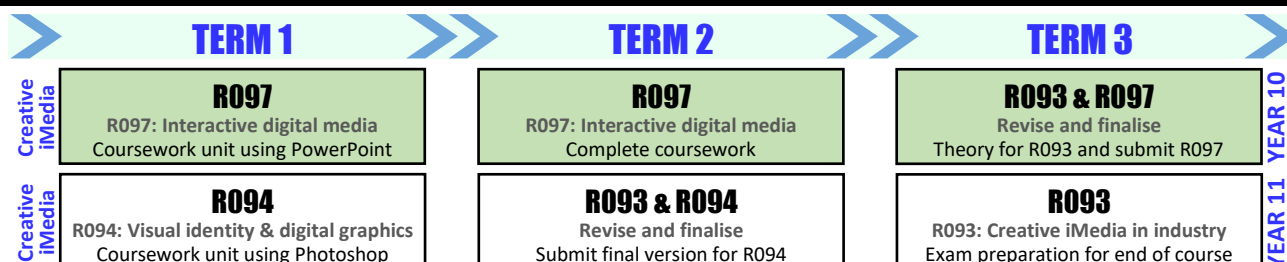 TERM 1
TERM 2
TERM 3
Creative
iMedia
R097
R097: Interactive digital media
Coursework unit using PowerPoint
R097
R097: Interactive digital media
Complete coursework
R093 & R097
Revise and finalise
Theory for R093 and submit R097
YEAR 10
Creative
iMedia
R094
R094: Visual identity & digital graphics
Coursework unit using Photoshop
R093 & R094
Revise and finalise
Submit final version for R094
R093
R093: Creative iMedia in industry
Exam preparation for end of course
YEAR 11